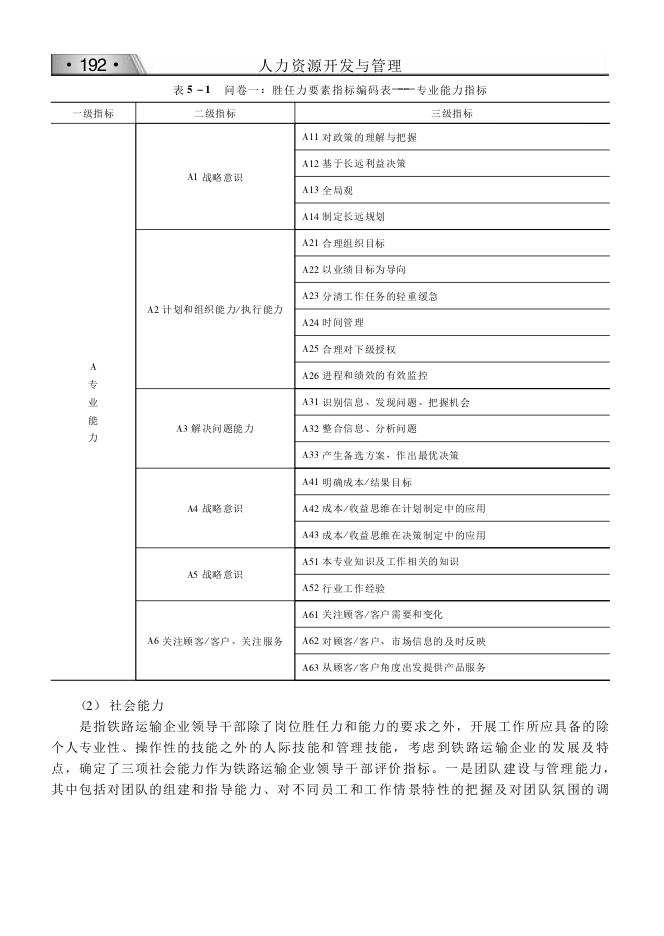 · 192 ·
人力资源开发与管理
表 5-1 问卷一：胜任力要素指标编码表——专业能力指标
一级指标 二级指标 三级指标
A
专
业
能
力
A1 战略意识
A11 对政策的理解与把握
A12 基于长远利益决策
A13 全局观
A14 制定长远规划
A2 计划和组织能力/执行能力
A21 合理组织目标
A22 以业绩目标为导向
A23 分清工作任务的轻重缓急
A24 时间管理
A25 合理对下级授权
A26 进程和绩效的有效监控
A3 解决问题能力
A31 识别信息、发现问题、把握机会
A32 整合信息、分析问题
A33 产生备选方案，作出最优决策
A4 战略意识
A41 明确成本/结果目标
A42 成本/收益思维在计划制定中的应用
A43 成本/收益思维在决策制定中的应用
A5 战略意识
A51 本专业知识及工作相关的知识
A52 行业工作经验
A6 关注顾客/客户、关注服务
A61 关注顾客/客户需要和变化
A62 对顾客/客户、市场信息的及时反映
A63 从顾客/客户角度出发提供产品服务
（2）社会能力
是指铁路运输企业领导干部除了岗位胜任力和能力的要求之外，开展工作所应具备的除
个人专业性、操作性的技能之外的人际技能和管理技能，考虑到铁路运输企业的发展及特
点，确定了三项社会能力作为铁路运输企业领导干部评价指标。一是团队建设与管理能力，
其中包括对团队的组建和指导能力、对不同员工和工作情景特性的把握及对团队氛围的调